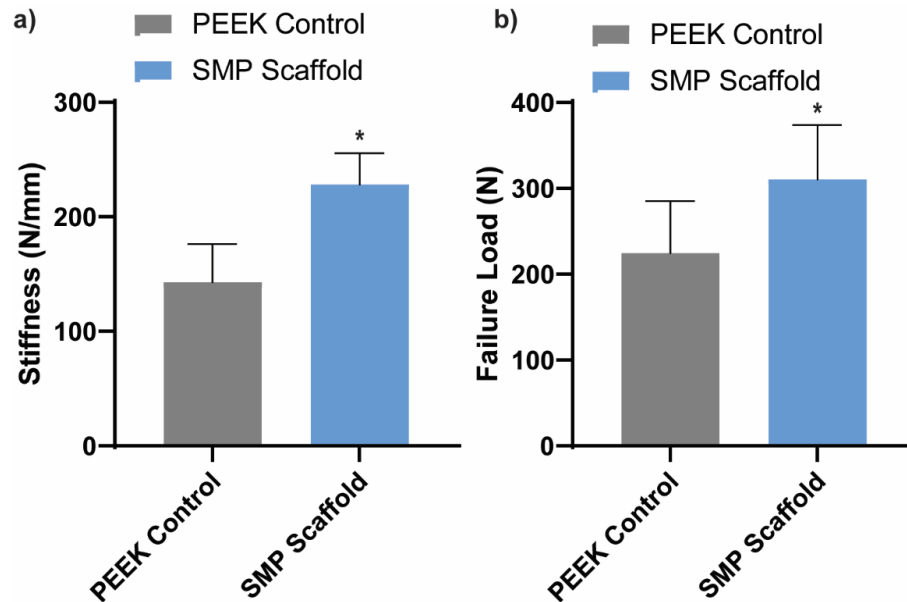 a)
PEEK Control
SMP Scaffold
Stiffness (N/mm)
300
200
100
0
*
PEEK Control
SMP Scaffold
b)
PEEK Control
SMP Scaffold
Failure Load (N)
400
300
200
100
0
*
PEEK Control
SMP Scaffold